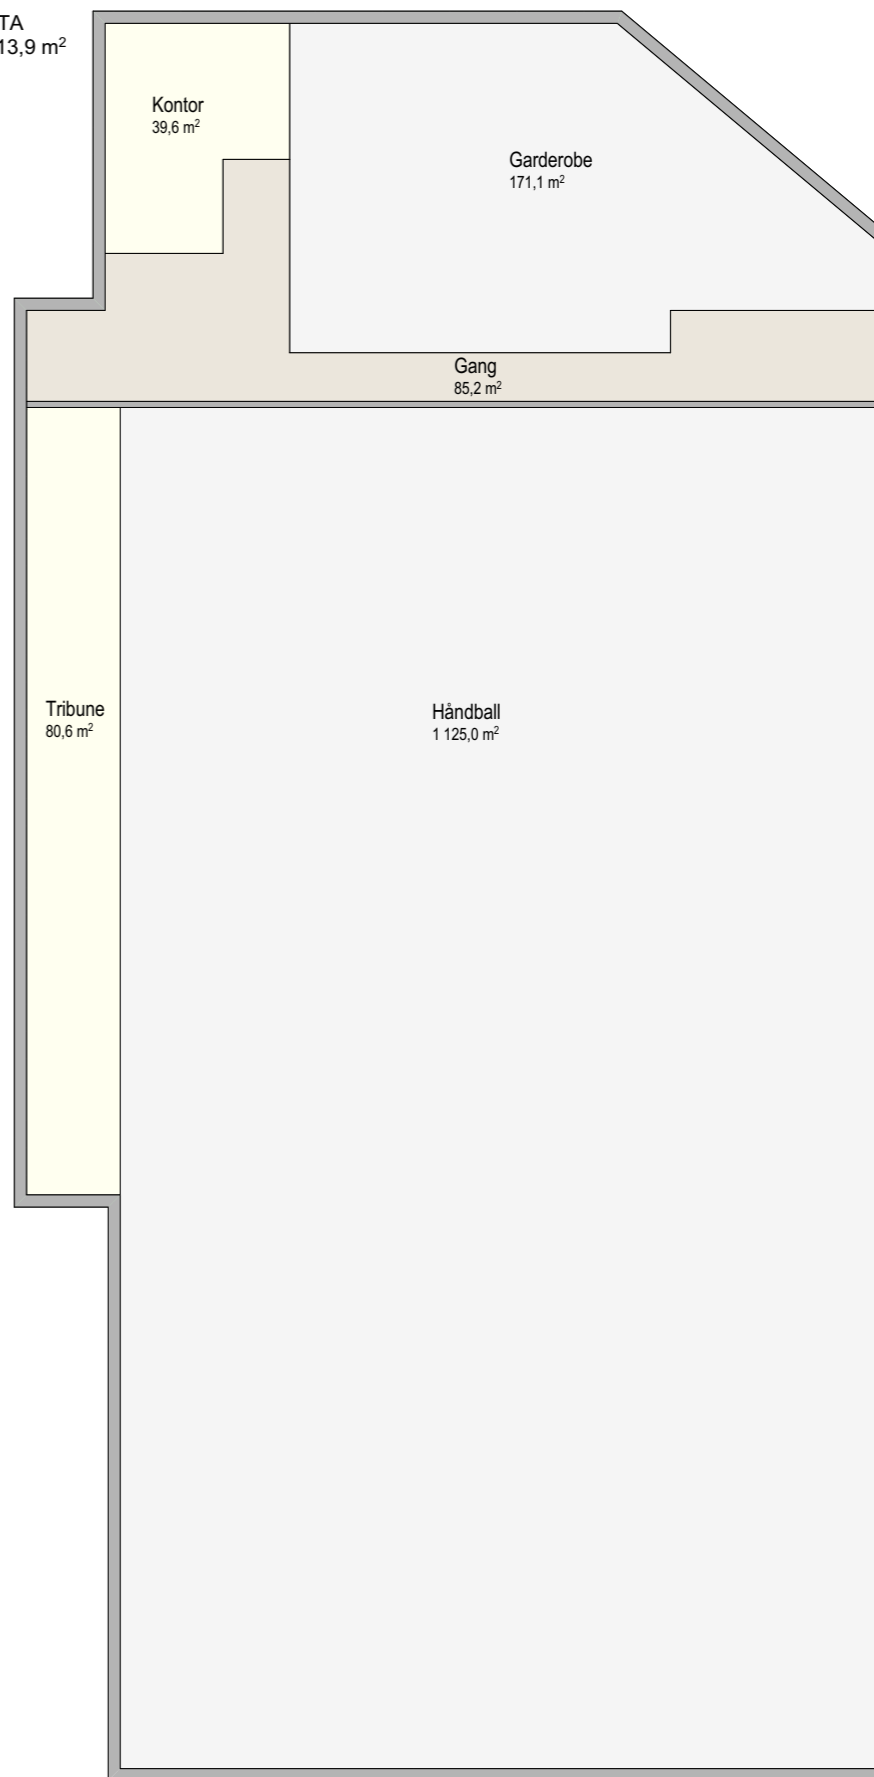 TA
13,9 m²
Kontor
39,6 m²
Garderobe
171,1 m²
Gang
85,2 m²
Tribune
80,6 m²
Håndball
1 125,0 m²